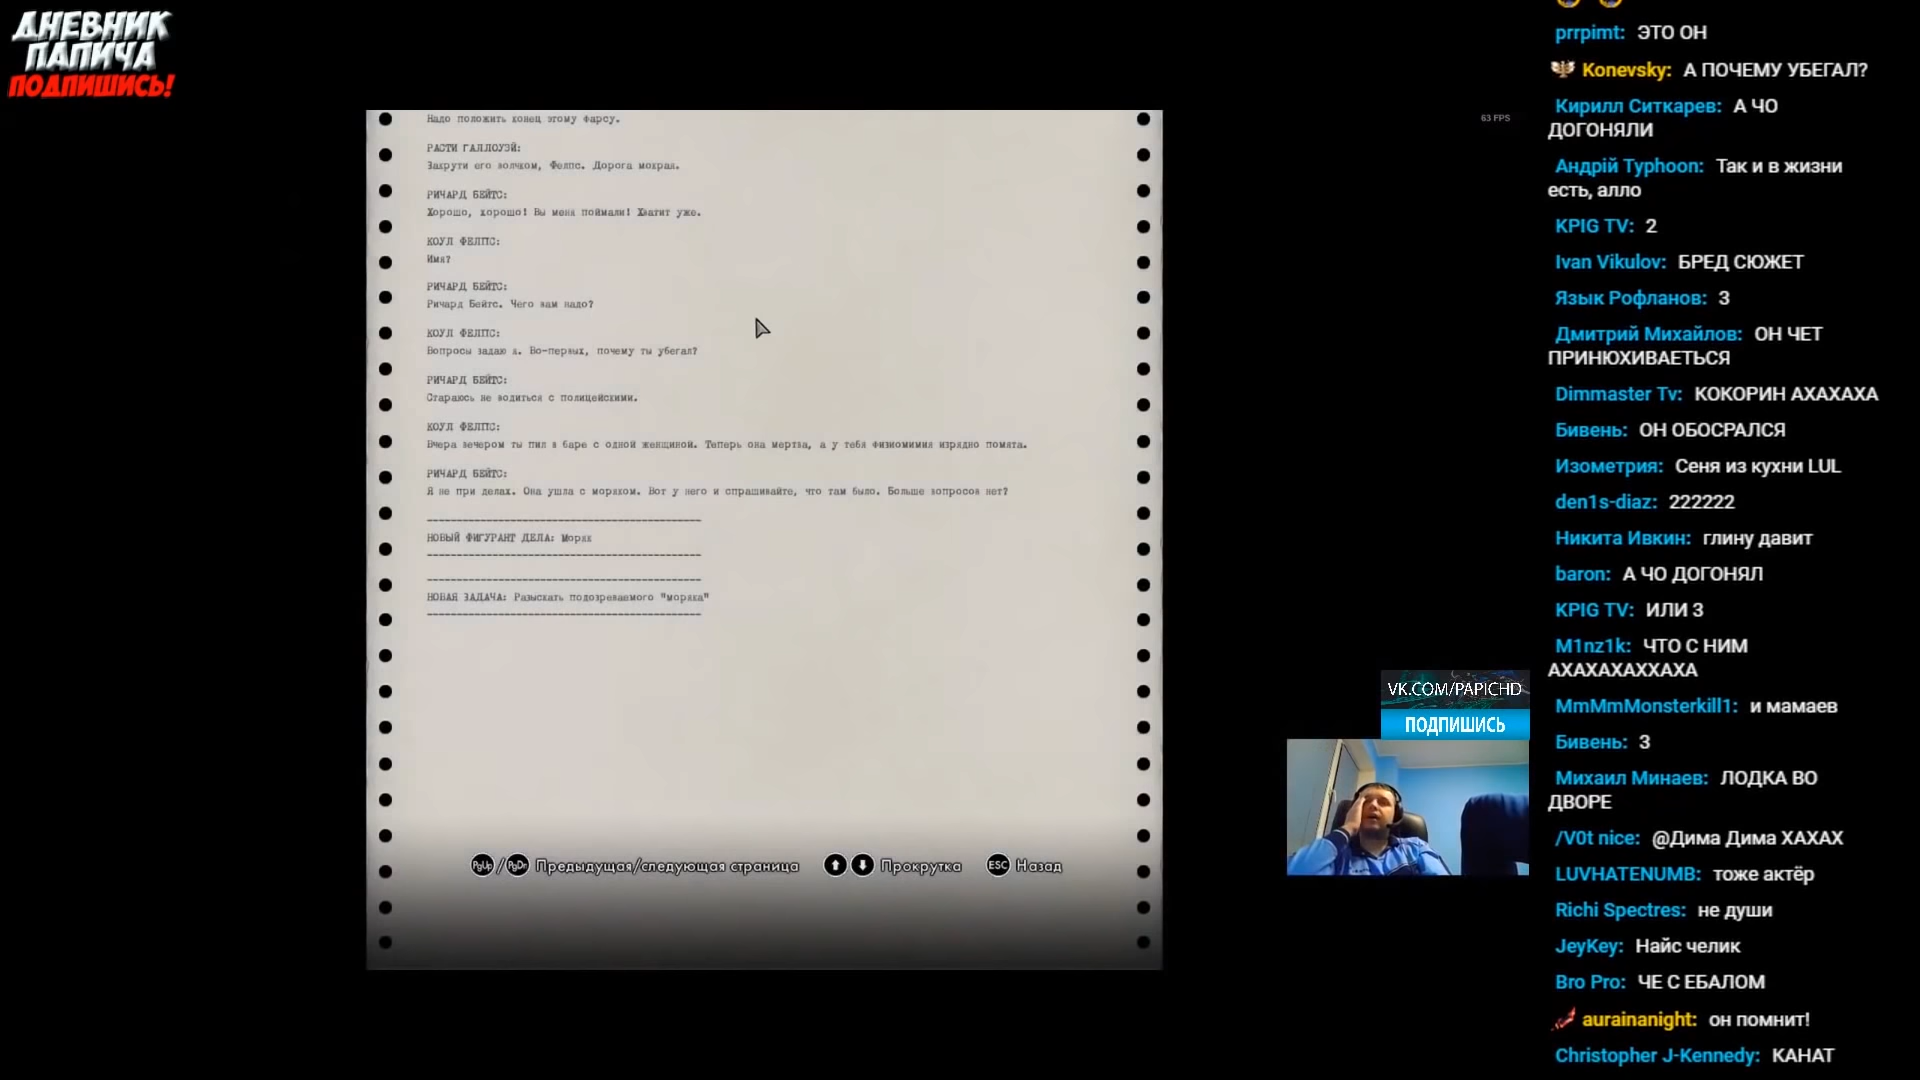 ДНЕВНИК
ПАПИЧА
ПОДПИШИСЬ!
Надо положить конец этому фарсу.
РАСТИ ГАЛЛОУЭЙ:
Закрути его волчком, Фелпс. Дорога мокрая.
РИЧАРД БЕЙТС:
Хорошо, хорошо! Вы меня поймали! Хватит уже.
КОУЛ ФЕЛПС:
Имя?
РИЧАРД БЕЙТС:
Ричард Бейтс. Чего вам надо?
КОУЛ ФЕЛПС:
Вопросы задаю я. Во-первых, почему ты убегал?
РИЧАРД БЕЙТС:
Стараюсь не водиться с полицейскими.
КОУЛ ФЕЛПС:
Вчера вечером ты пил в баре с одной женщиной. Теперь она мертва, а у тебя физиономия изрядно помята.
РИЧАРД БЕЙТС:
Я не при делах. Она ушла с моряком. Вот у него и спрашивайте, что там было. Больше вопросов нет?
НОВЫЙ ФИГУРАНТ ДЕЛА: Моряк
НОВАЯ ЗАДАЧА: Разыскать подозреваемого "моряка"
PgUp / PgDn Предыдущая/следующая страница Прокрутка ESC Назад
63 FPS
VK.COM/PAPICHD
ПОДПИШИСЬ
prrpimt: ЭТО ОН
Konevsky: А ПОЧЕМУ УБЕГАЛ?
Кирилл Ситкарев: А ЧО
ДОГОНЯЛИ
Андрій Typhoon: Так и в жизни
есть, алло
KPIG TV: 2
Ivan Vikulov: БРЕД СЮЖЕТ
Язык Рофланов: 3
Дмитрий Михайлов: ОН ЧЕТ
ПРИНЮХИВАЕТЬСЯ
Dimmaster Tv: КОКОРИН АХАХАХА
Бивень: ОН ОБОСРАЛСЯ
Изометрия: Сеня из кухни LUL
den1s-diaz: 222222
Никита Ивкин: глину давит
baron: А ЧО ДОГОНЯЛ
KPIG TV: ИЛИ 3
M1nz1k: ЧТО С НИМ
АХАХАХАХХАХА
MmMmMonsterkill1: и мамаев
Бивень: 3
Михаил Минаев: ЛОДКА ВО
ДВОРЕ
/V0t nice: @Дима Дима ХАХАХ
LUVHATENUMB: тоже актёр
Richi Spectres: не души
JeyKey: Найс челик
Bro Pro: ЧЕ С ЕБАЛОМ
aurainanight: он помнит!
Christopher J-Kennedy: КАНАТ